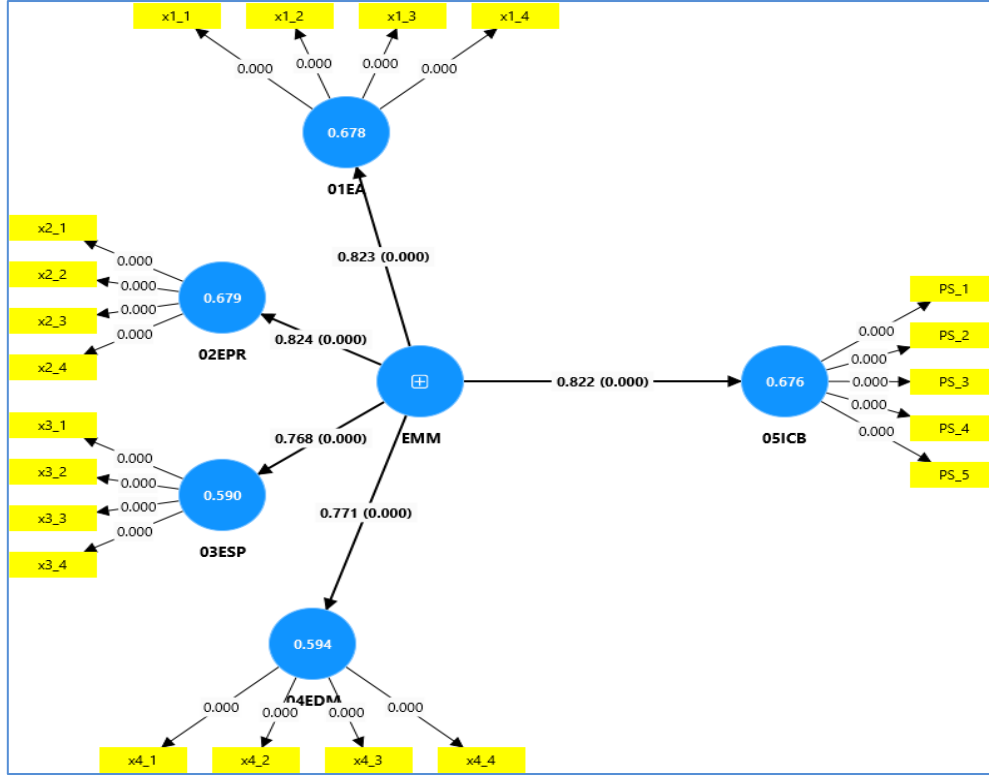 x1_1 x1_2 x1_3 x1_4
0.000 0.000 0.000 0.000
0.678
01EA
0.823 (0.000)
x2_1
x2_2
x2_3
x2_4
0.000
0.000
0.000
0.000
0.679
02EPR
0.824 (0.000)
x3_1
x3_2
x3_3
x3_4
0.000
0.000
0.000
0.000
0.590
03ESP
0.768 (0.000)
EMM
0.822 (0.000)
0.676
05ICB
0.000
0.000
0.000
0.000
0.000
PS_1
PS_2
PS_3
PS_4
PS_5
0.771 (0.000)
0.594
04EDM
0.000 0.000 0.000 0.000
x4_1 x4_2 x4_3 x4_4